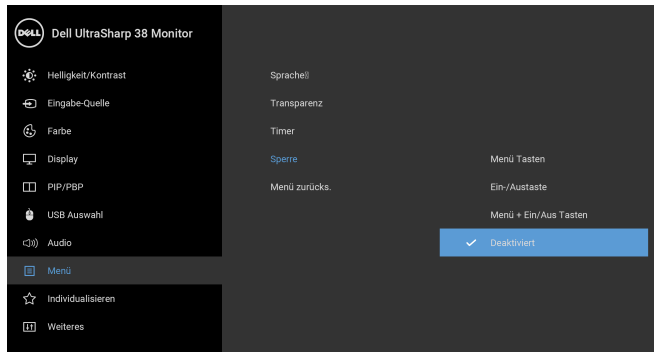 DELL Dell UltraSharp 38 Monitor
Helligkeit/Kontrast
Eingabe-Quelle
Farbe
Display
PIP/PBP
USB Auswahl
Audio
Menü
Individualisieren
Weiteres
Sprachell
Transparenz
Timer
Sperre
Menü zurücks.
Menü Tasten
Ein-/Austaste
Menü + Ein/Aus Tasten
Deaktiviert